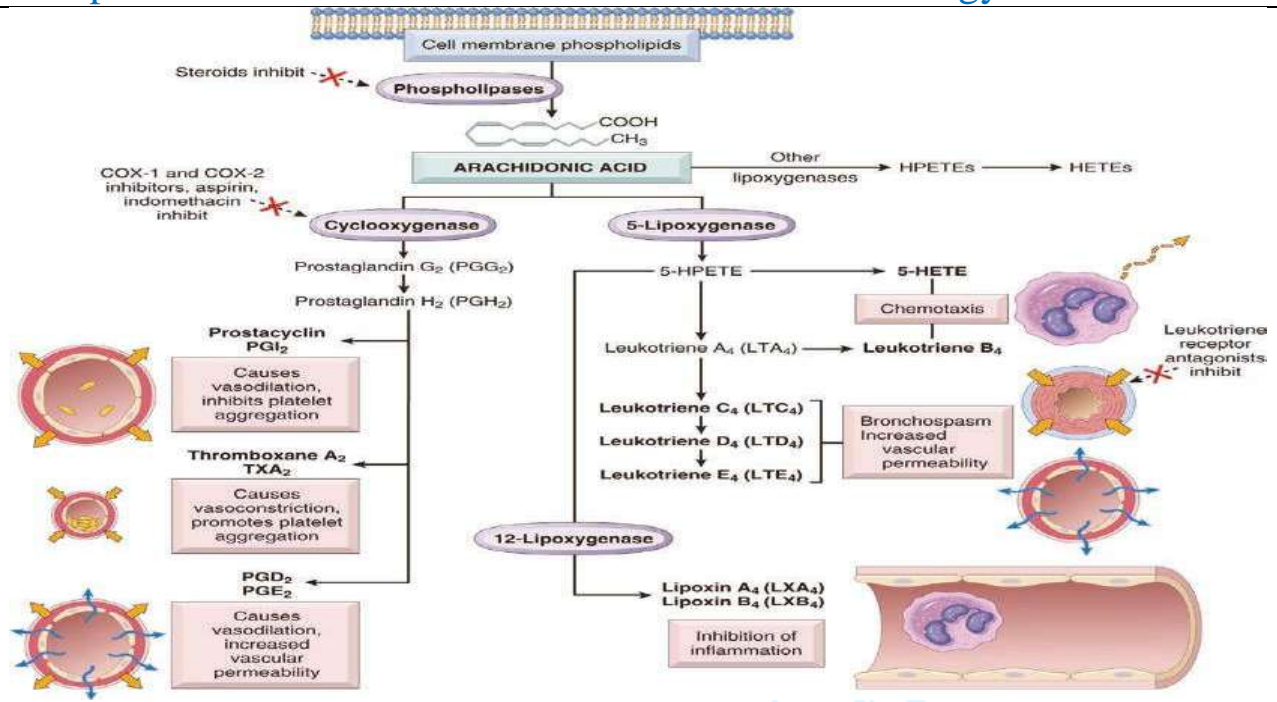 Cell membrane phospholipids
Steroids inhibit
Phospholipases
COOH
CH₃
ARACHIDONIC ACID
Other
lipoxygenases
HPETEs
HETEs
COX-1 and COX-2
inhibitors, aspirin,
indomethacin
inhibit
Cyclooxygenase
5-Lipoxygenase
Prostaglandin G₂ (PGG₂)
5-HPETE
5-HETE
Prostaglandin H₂ (PGH₂)
Chemotaxis
Prostacyclin
PGI₂
Leukotriene A₄ (LTA₄)
Leukotriene B₄
Leukotriene
receptor
antagonists
inhibit
Causes
vasodilation,
inhibits platelet
aggregation
Leukotriene C₄ (LTC₄)
Leukotriene D₄ (LTD₄)
Leukotriene E₄ (LTE₄)
Bronchospasm
Increased
vascular
permeability
Thromboxane A₂
TXA₂
Causes
vasoconstriction,
promotes platelet
aggregation
12-Lipoxygenase
PGD₂
PGE₂
Causes
vasodilation,
increased
vascular
permeability
Lipoxin A₄ (LXA₄)
Lipoxin B₄ (LXB₄)
Inhibition of
inflammation